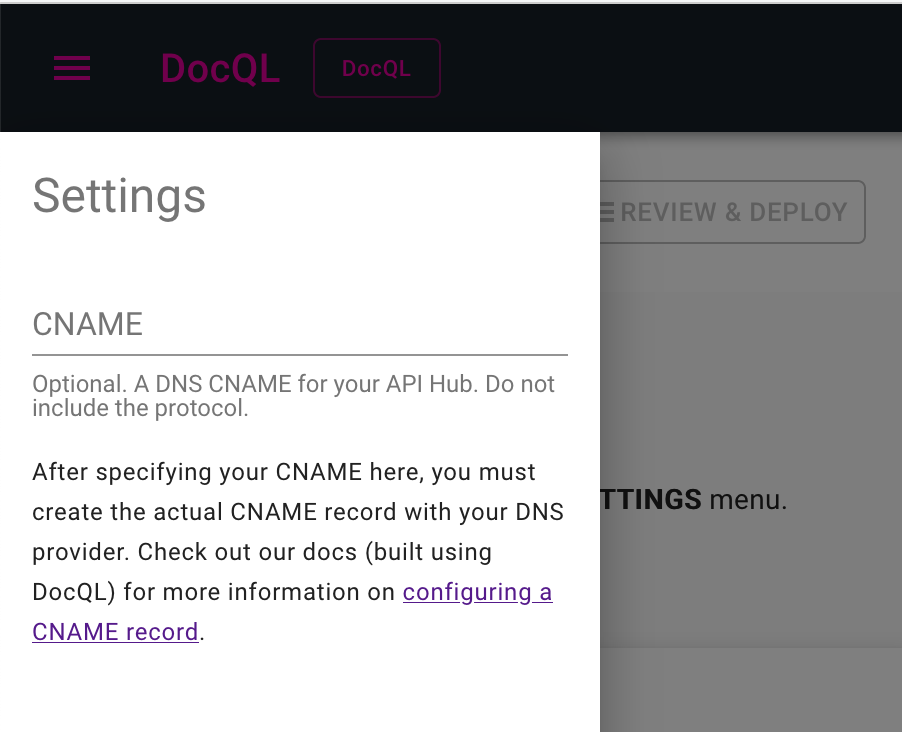 DocQL DocQL
Settings
REVIEW & DEPLOY
CNAME
Optional. A DNS CNAME for your API Hub. Do not
include the protocol.
After specifying your CNAME here, you must
create the actual CNAME record with your DNS
TTINGS menu.
provider. Check out our docs (built using
DocQL) for more information on configuring a
CNAME record.